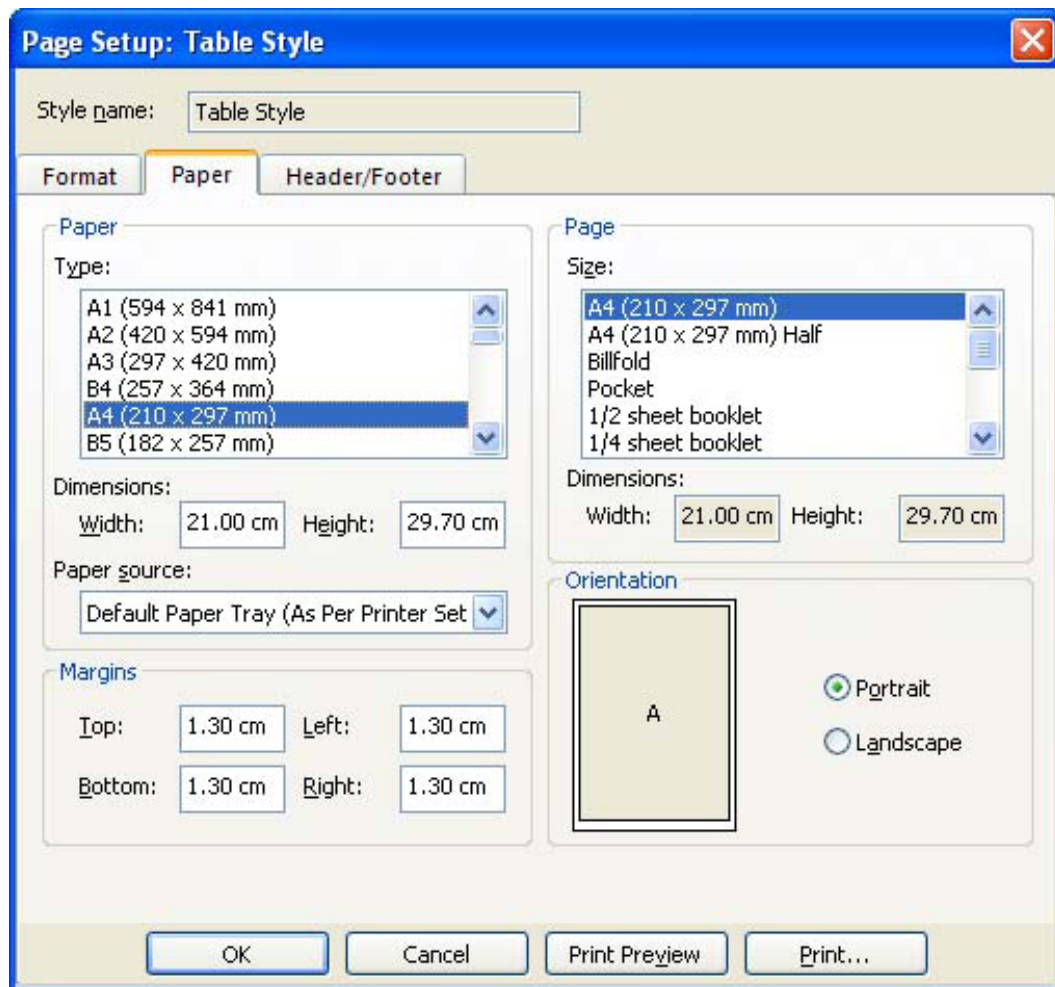 Page Setup: Table Style
Style name: Table Style
Format Paper Header/Footer
Paper
Type:
A1 (594 x 841 mm)
A2 (420 x 594 mm)
A3 (297 x 420 mm)
B4 (257 x 364 mm)
A4 (210 x 297 mm)
B5 (182 x 257 mm)
Dimensions:
Width: 21.00 cm Height: 29.70 cm
Paper source:
Default Paper Tray (As Per Printer Set
Margins
Top: 1.30 cm Left: 1.30 cm
Bottom: 1.30 cm Right: 1.30 cm
Page
Size:
A4 (210 x 297 mm)
A4 (210 x 297 mm) Half
Billfold
Pocket
1/2 sheet booklet
1/4 sheet booklet
Dimensions:
Width: 21.00 cm Height: 29.70 cm
Orientation
A
Portrait
Landscape
OK Cancel Print Preview Print...